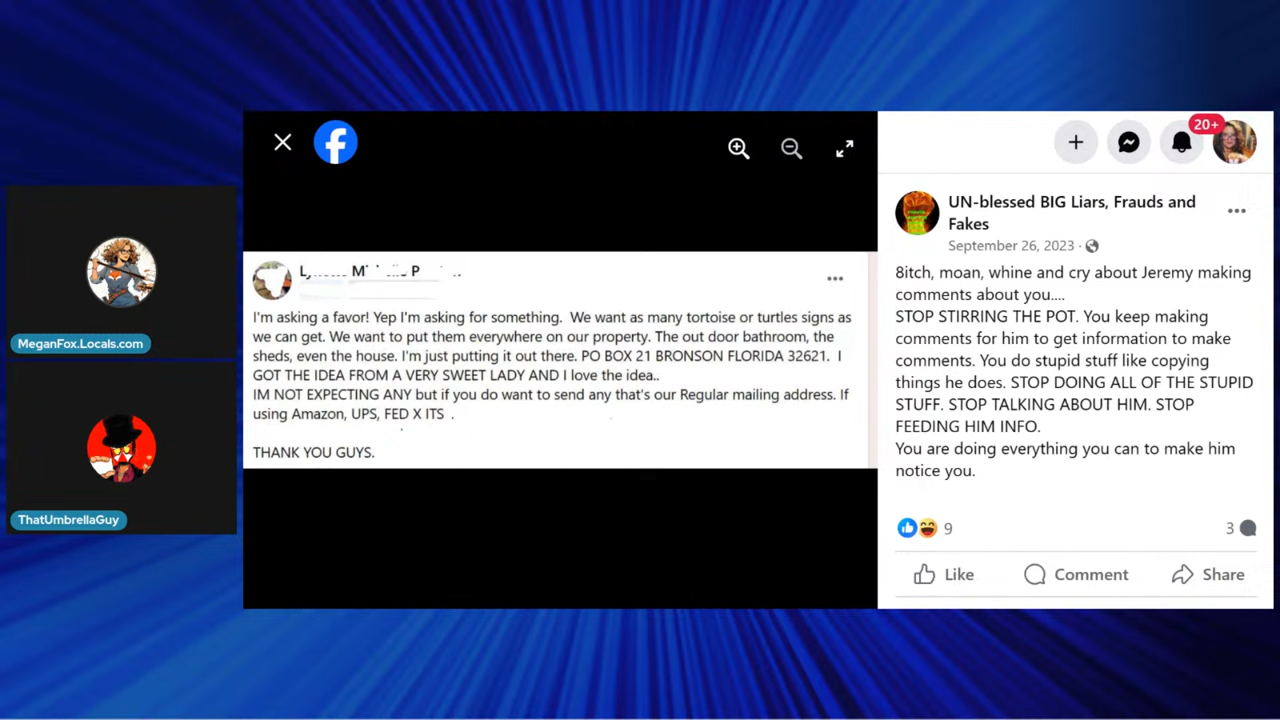 MeganFox.Locals.com
ThatUmbrellaGuy
I'm asking a favor! Yep I'm asking for something. We want as many tortoise or turtles signs as
we can get. We want to put them everywhere on our property. The out door bathroom, the
sheds, even the house. I'm just putting it out there. PO BOX 21 BRONSON FLORIDA 32621. I
GOT THE IDEA FROM A VERY SWEET LADY AND I love the idea..
IM NOT EXPECTING ANY but if you do want to send any that's our Regular mailing address. If
using Amazon, UPS, FED X ITS .
THANK YOU GUYS.
20+
UN-blessed BIG Liars, Frauds and
Fakes
September 26, 2023 ·
8itch, moan, whine and cry about Jeremy making
comments about you....
STOP STIRRING THE POT. You keep making
comments for him to get information to make
comments. You do stupid stuff like copying
things he does. STOP DOING ALL OF THE STUPID
STUFF. STOP TALKING ABOUT HIM. STOP
FEEDING HIM INFO.
You are doing everything you can to make him
notice you.
9
3
Like Comment Share